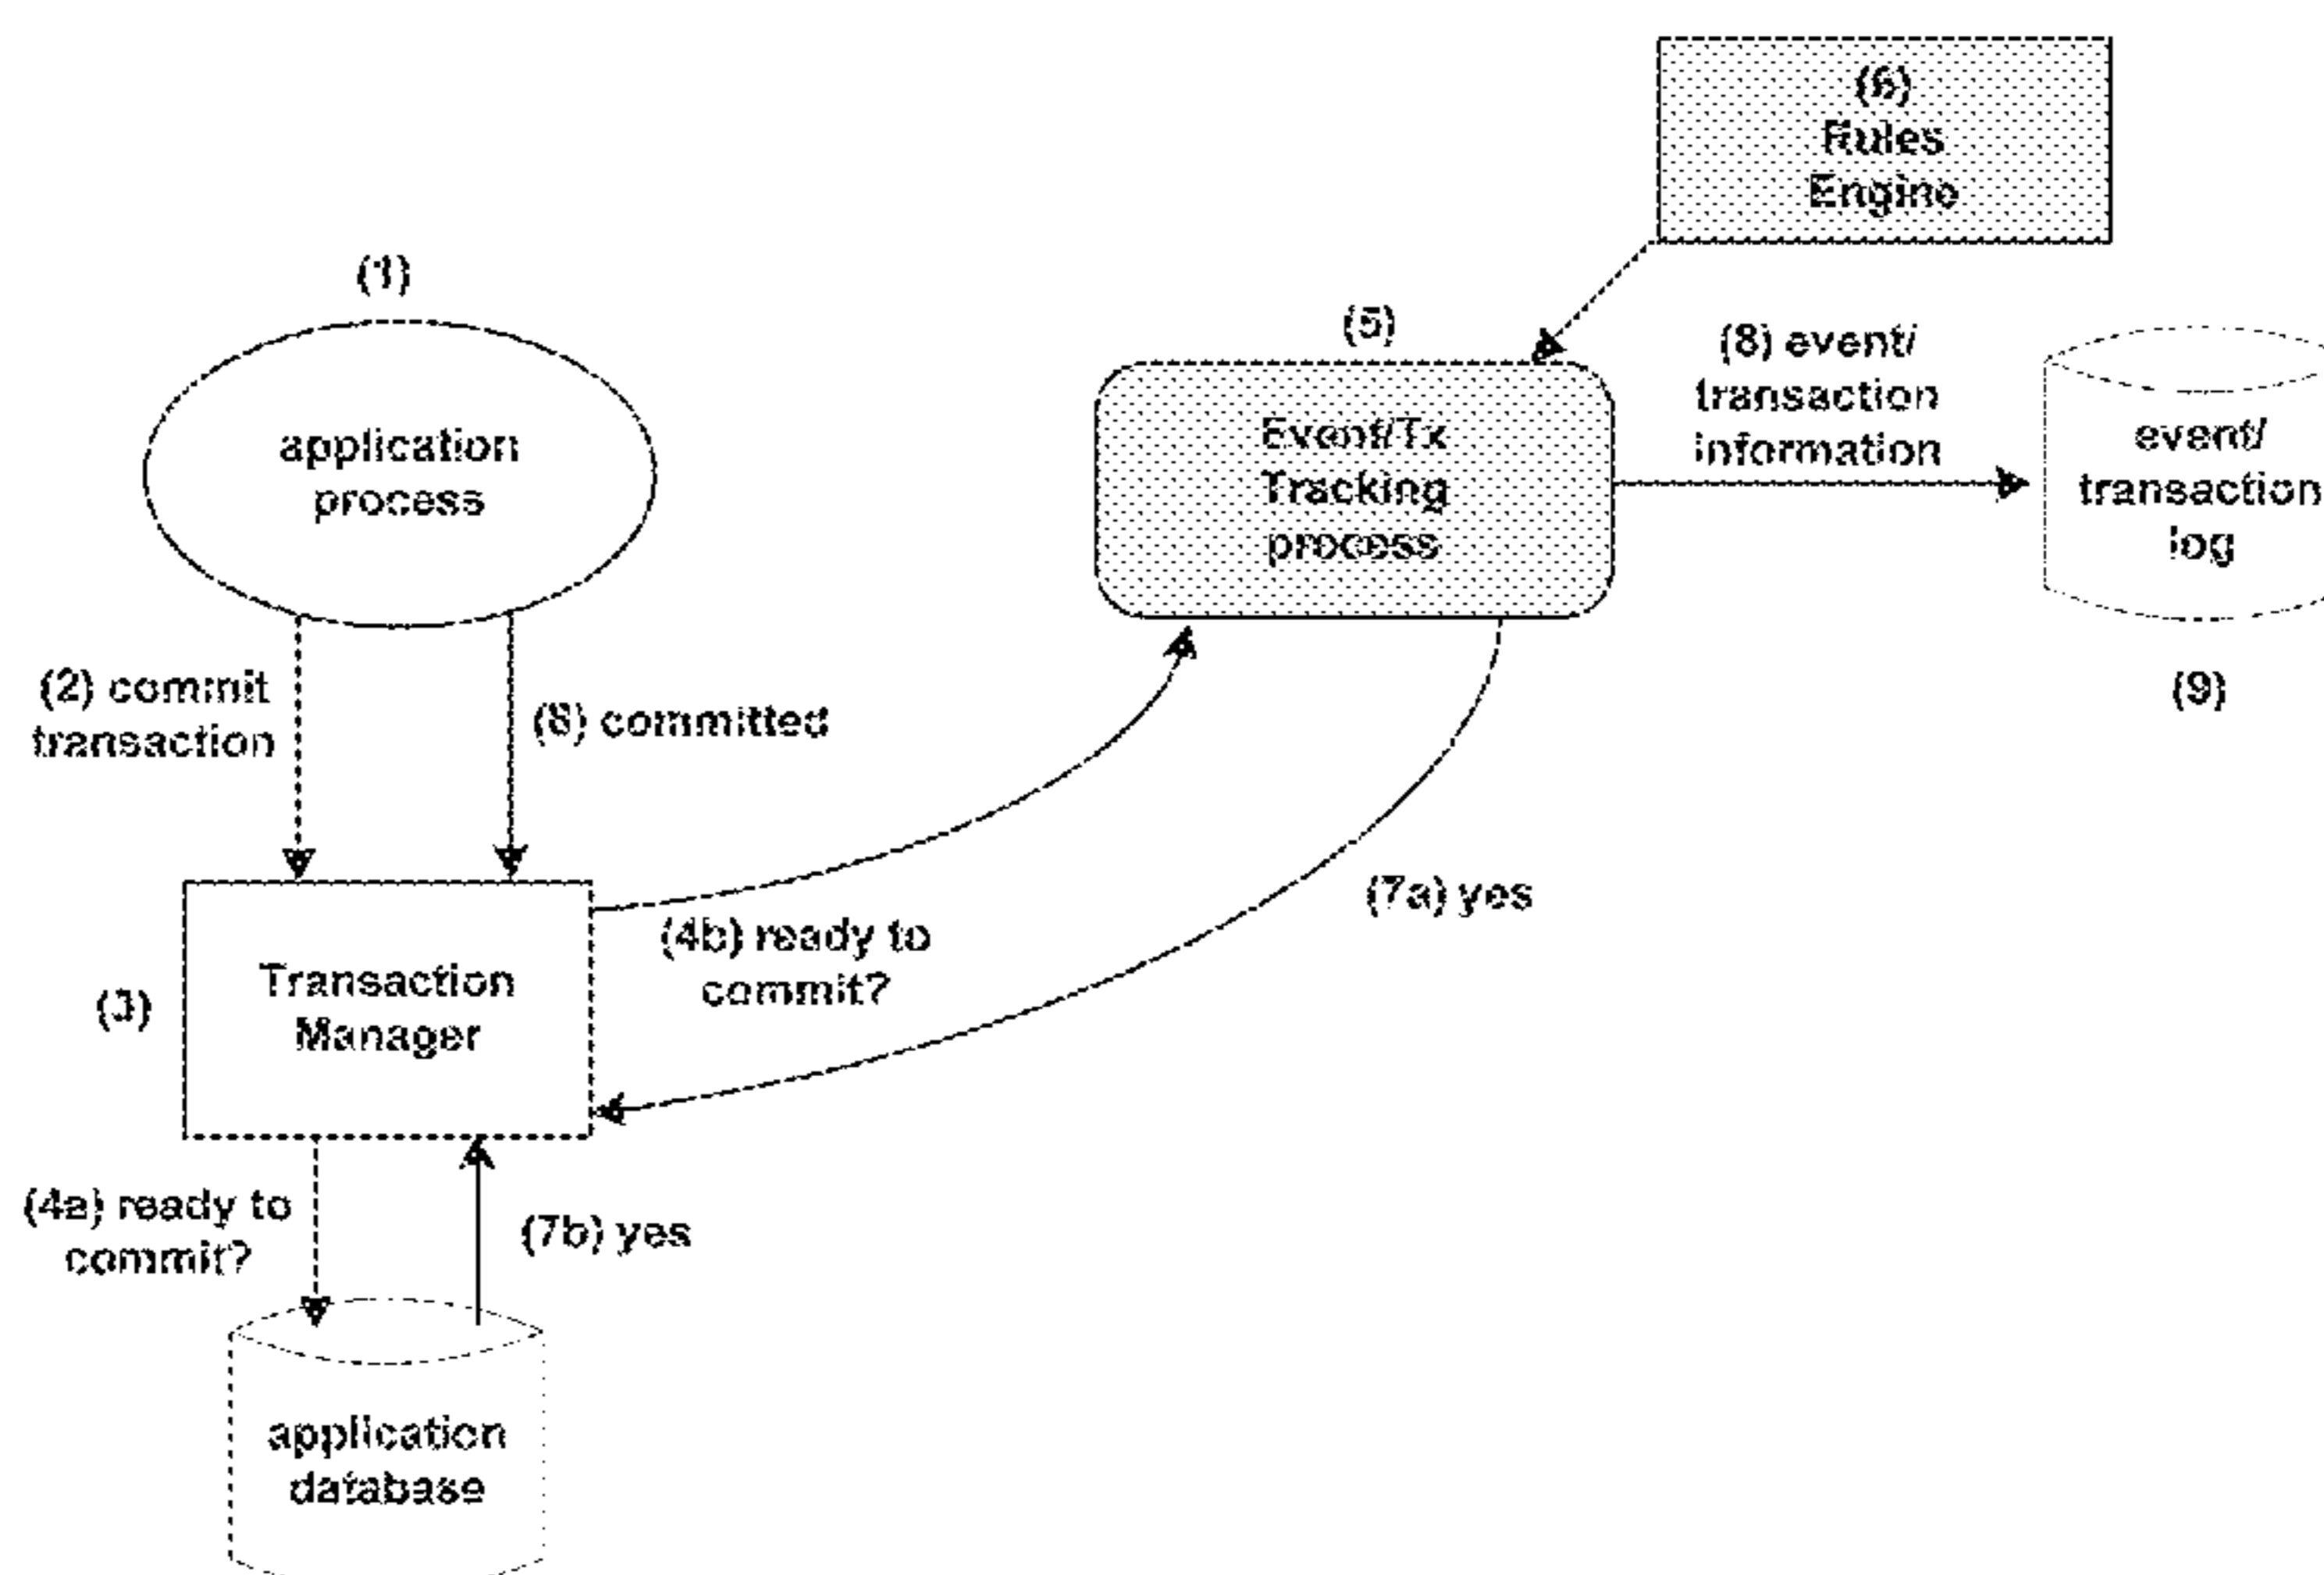 (6)
Rules
Engine
(1)
application
process
(5)
Event/Tx
Tracking
process
(8) event/
transaction
information
event/
transaction
log
(9)
(2) commit
transaction
(8) committed
(3)
Transaction
Manager
(4b) ready to
commit?
(7a) yes
(4a) ready to
commit?
(7b) yes
application
database